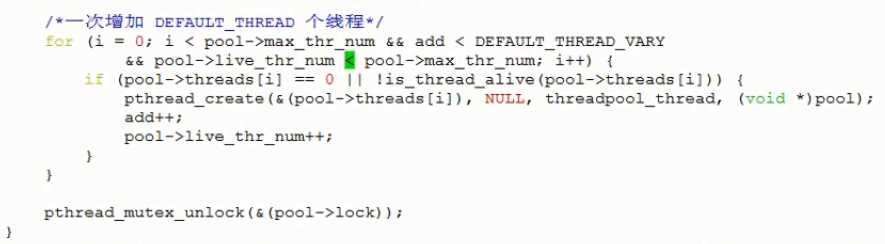 /*一次增加 DEFAULT_THREAD 个线程*/
for (i = 0; i < pool->max_thr_num && add < DEFAULT_THREAD_VARY
&& pool->live_thr_num < pool->max_thr_num; i++) {
if (pool->threads[i] == 0 || !is_thread_alive(pool->threads[i])) {
pthread_create(&(pool->threads[i]), NULL, threadpool_thread, (void *)pool);
add++;
pool->live_thr_num++;
}
}
pthread_mutex_unlock(&(pool->lock));
}